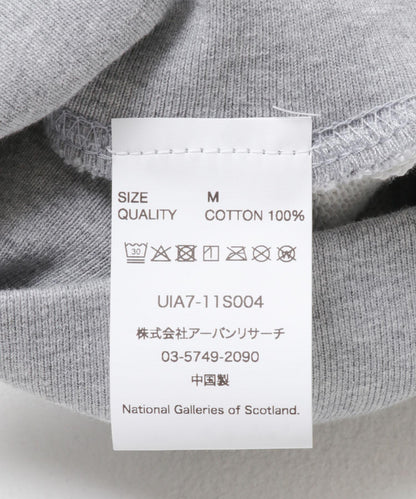 SIZE M
QUALITY COTTON 100%
30
UIA7-11S004
株式会社アーバンリサーチ
03-5749-2090
中国製
National Galleries of Scotland.